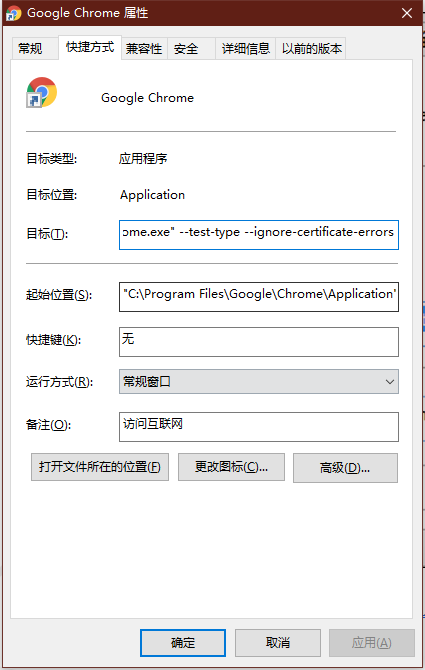 Google Chrome 属性
常规 快捷方式 兼容性 安全 详细信息 以前的版本
Google Chrome
目标类型: 应用程序
目标位置: Application
目标(T): ome.exe" --test-type --ignore-certificate-errors
起始位置(S): "C:\Program Files\Google\Chrome\Application"
快捷键(K): 无
运行方式(R): 常规窗口
备注(O): 访问互联网
打开文件所在的位置(F) 更改图标(C)... 高级(D)...
确定 取消 应用(A)